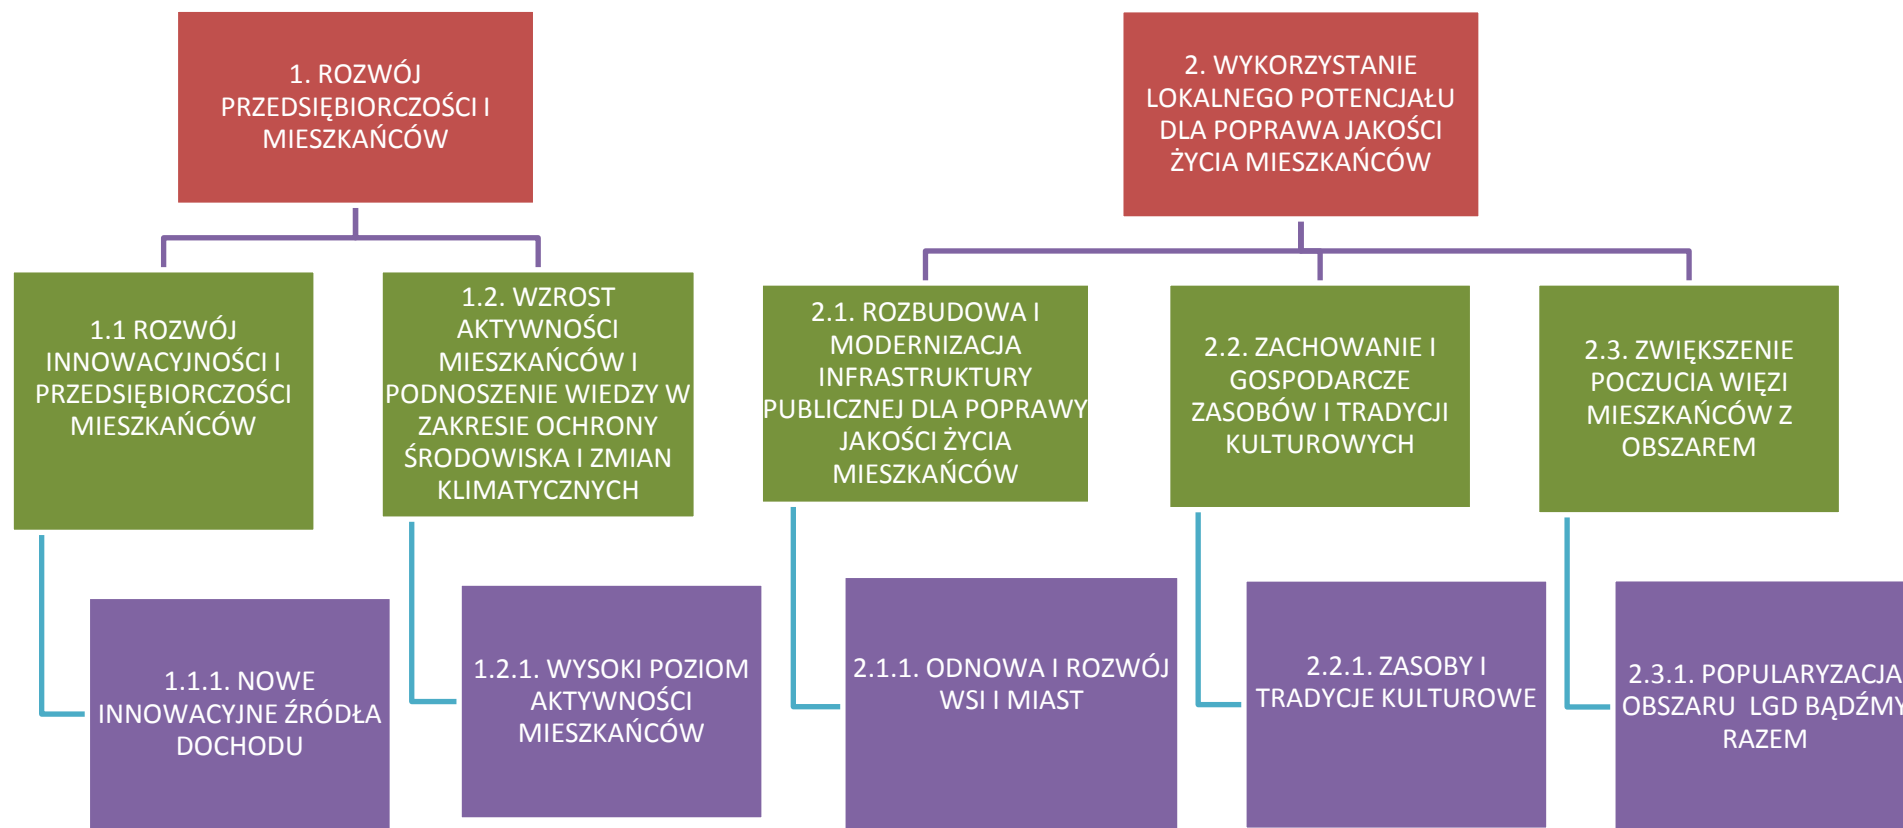 1. ROZWÓJ
PRZEDSIĘBIORCZOŚCI I
MIESZKAŃCÓW
2. WYKORZYSTANIE
LOKALNEGO POTENCJAŁU
DLA POPRAWA JAKOŚCI
ŻYCIA MIESZKAŃCÓW
1.1 ROZWÓJ
INNOWACYJNOŚCI I
PRZEDSIĘBIORCZOŚCI
MIESZKAŃCÓW
1.2. WZROST
AKTYWNOŚCI
MIESZKAŃCÓW I
PODNOSZENIE WIEDZY W
ZAKRESIE OCHRONY
ŚRODOWISKA I ZMIAN
KLIMATYCZNYCH
2.1. ROZBUDOWA I
MODERNIZACJA
INFRASTRUKTURY
PUBLICZNEJ DLA POPRAWY
JAKOŚCI ŻYCIA
MIESZKAŃCÓW
2.2. ZACHOWANIE I
GOSPODARCZE
ZASOBÓW I TRADYCJI
KULTUROWYCH
2.3. ZWIĘKSZENIE
POCZUCIA WIĘZI
MIESZKAŃCÓW Z
OBSZAREM
1.1.1. NOWE
INNOWACYJNE ŹRÓDŁA
DOCHODU
1.2.1. WYSOKI POZIOM
AKTYWNOŚCI
MIESZKAŃCÓW
2.1.1. ODNOWA I ROZWÓJ
WSI I MIAST
2.2.1. ZASOBY I
TRADYCJE KULTUROWE
2.3.1. POPULARYZACJA
OBSZARU LGD BĄDŹMY
RAZEM